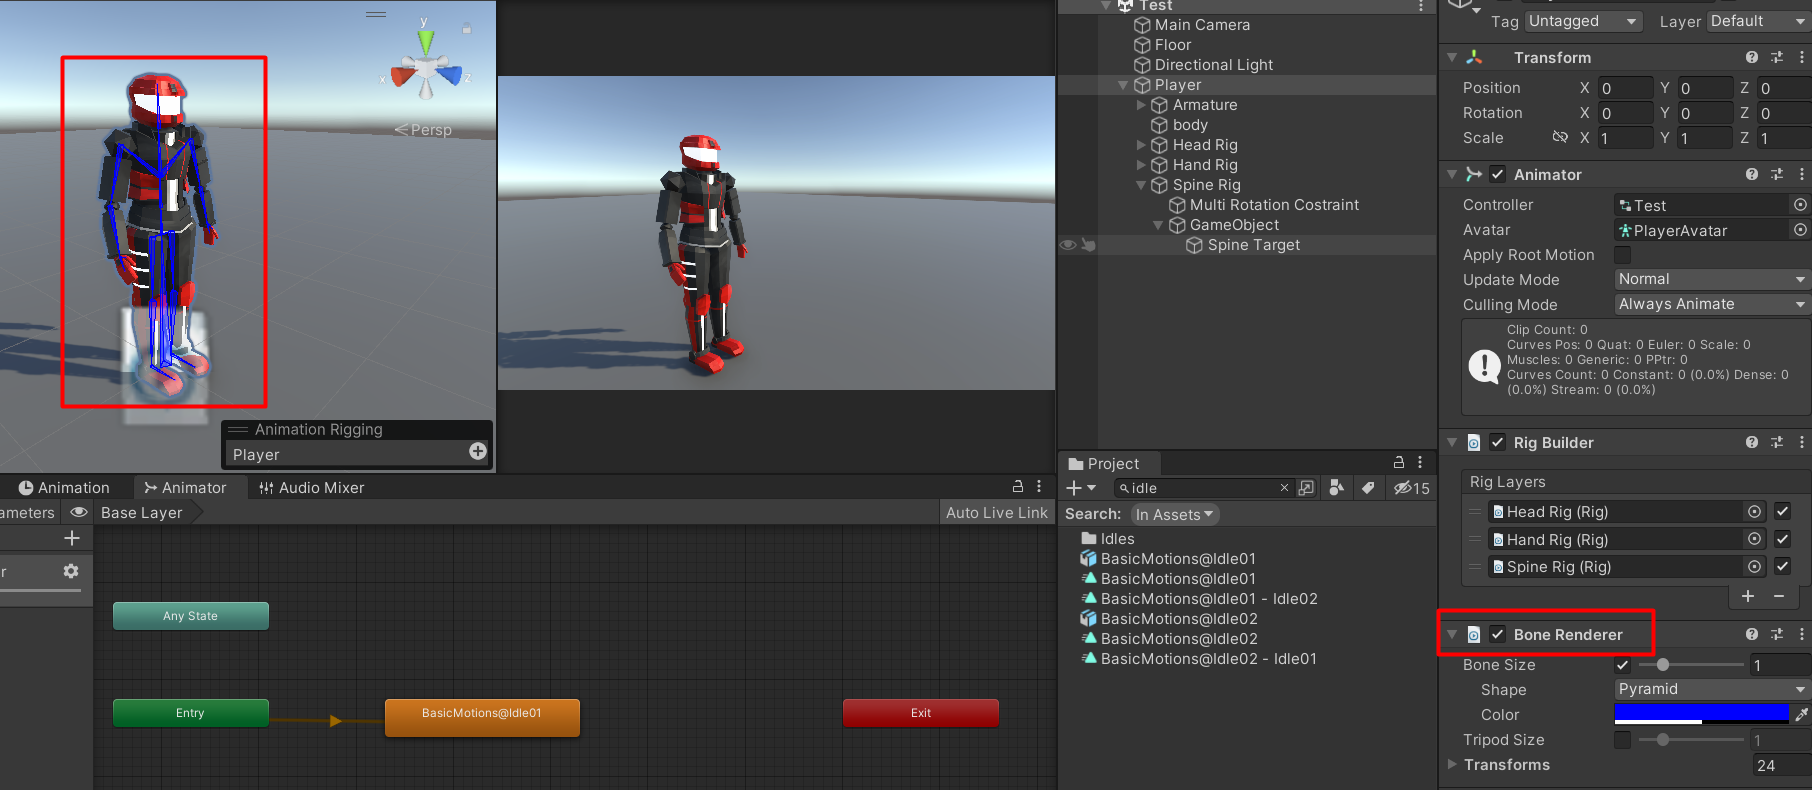 y
x
z
Persp
Animation Rigging
Player
Test
Main Camera
Floor
Directional Light
Player
Armature
body
Head Rig
Hand Rig
Spine Rig
Multi Rotation Costraint
GameObject
Spine Target
Tag Untagged Layer Default
Transform
Position X 0 Y 0 Z 0
Rotation X 0 Y 0 Z 0
Scale X 1 Y 1 Z 1
Animator
Controller Test
Avatar PlayerAvatar
Apply Root Motion
Update Mode Normal
Culling Mode Always Animate
Clip Count: 0
Curves Pos: 0 Quat: 0 Euler: 0 Scale: 0
Muscles: 0 Generic: 0 PPtr: 0
Curves Count: 0 Constant: 0 (0.0%) Dense: 0
(0.0%) Stream: 0 (0.0%)
Rig Builder
Rig Layers
Head Rig (Rig)
Hand Rig (Rig)
Spine Rig (Rig)
Bone Renderer
Bone Size 1
Shape Pyramid
Color
Tripod Size 1
Transforms 24
Project
idle 15
Search: In Assets
Idles
BasicMotions@Idle01
BasicMotions@Idle01
BasicMotions@Idle01 - Idle02
BasicMotions@Idle02
BasicMotions@Idle02
BasicMotions@Idle02 - Idle01
Animation Animator Audio Mixer
ameters Base Layer Auto Live Link
r
Any State
Entry
BasicMotions@Idle01
Exit